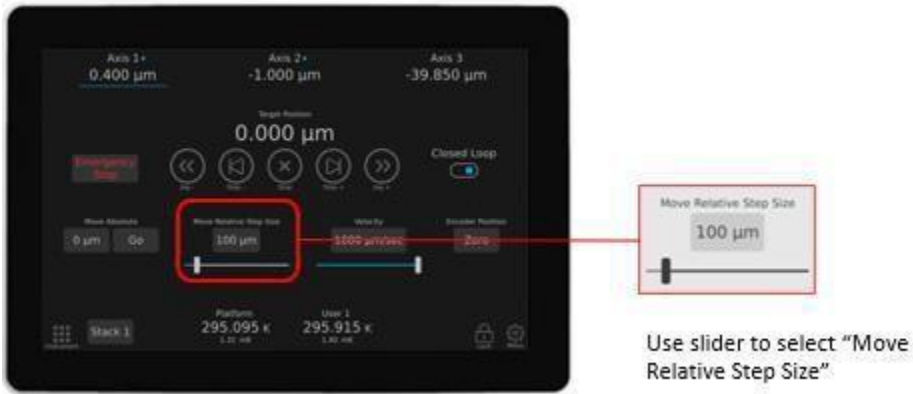 Axis 1 Axis 2 Axis 3
0.400 µm -1.000 µm -39.850 µm
Target Position
0.000 µm
Emergency
Stop
Closed Loop
Move Absolute Move Relative Step Size Velocity Encoder Position
0 µm Go 100 µm 1000 µm/sec Zero
Move Relative Step Size
100 µm
Platform User 1
Stack 1 295.095 K 295.915 K
Use slider to select “Move
Relative Step Size”